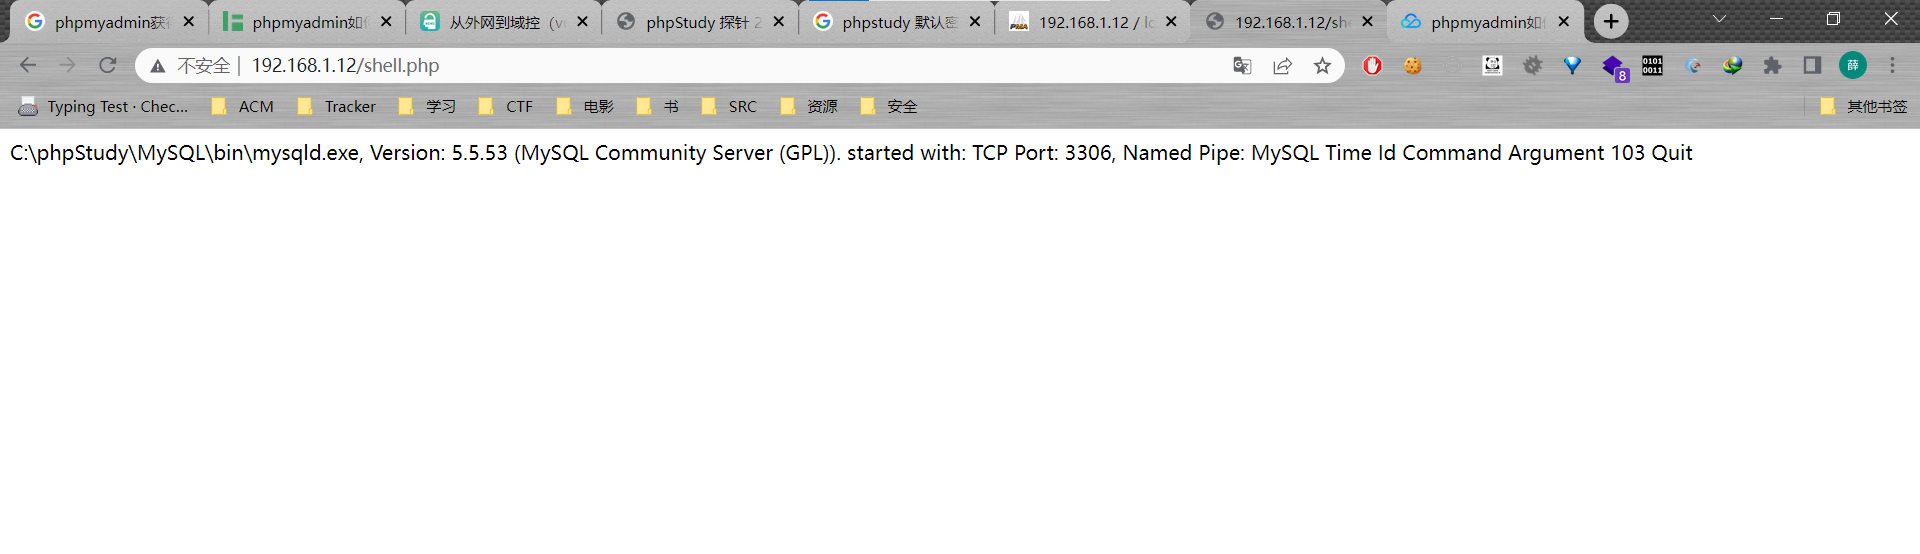 phpmyadmin获 phpmyadmin如 从外网到域控 (v phpStudy 探针 2 phpstudy 默认密 192.168.1.12 / lo 192.168.1.12/she phpmyadmin如
不安全 | 192.168.1.12/shell.php
8
0101
0011
薛
Typing Test · Chec... ACM Tracker 学习 CTF 电影 书 SRC 资源 安全 其他书签
C:\phpStudy\MySQL\bin\mysqld.exe, Version: 5.5.53 (MySQL Community Server (GPL)). started with: TCP Port: 3306, Named Pipe: MySQL Time Id Command Argument 103 Quit